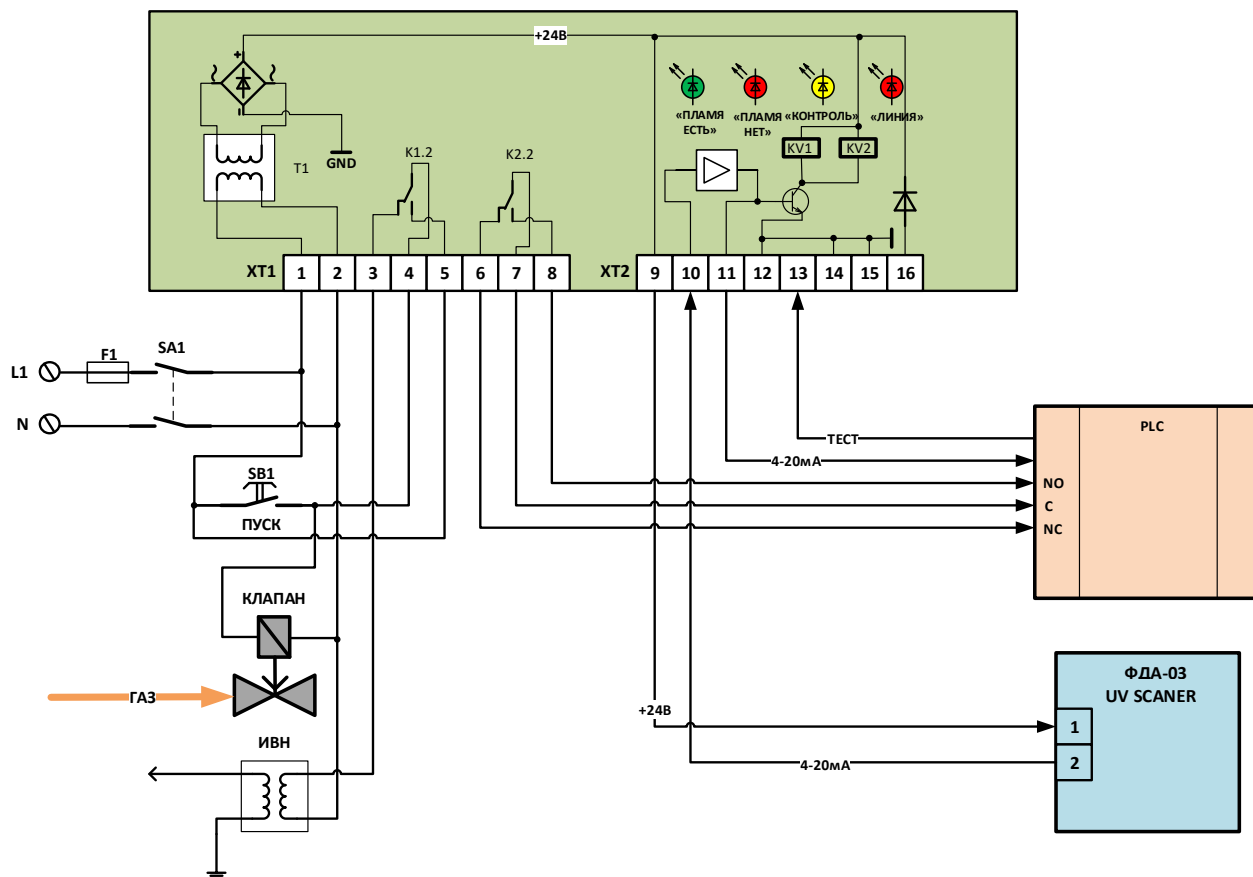 +24В
«ПЛАМЯ ЕСТЬ»
«ПЛАМЯ НЕТ»
«КОНТРОЛЬ»
«ЛИНИЯ»
T1
GND
K1.2
K2.2
KV1
KV2
XT1 1 2 3 4 5 6 7 8
XT2 9 10 11 12 13 14 15 16
L1
F1
SA1
N
SB1
ПУСК
ТЕСТ
4-20мА
PLC
NO
C
NC
КЛАПАН
ГАЗ
ИВН
+24В
4-20мА
ФДА-03
UV SCANER
1
2